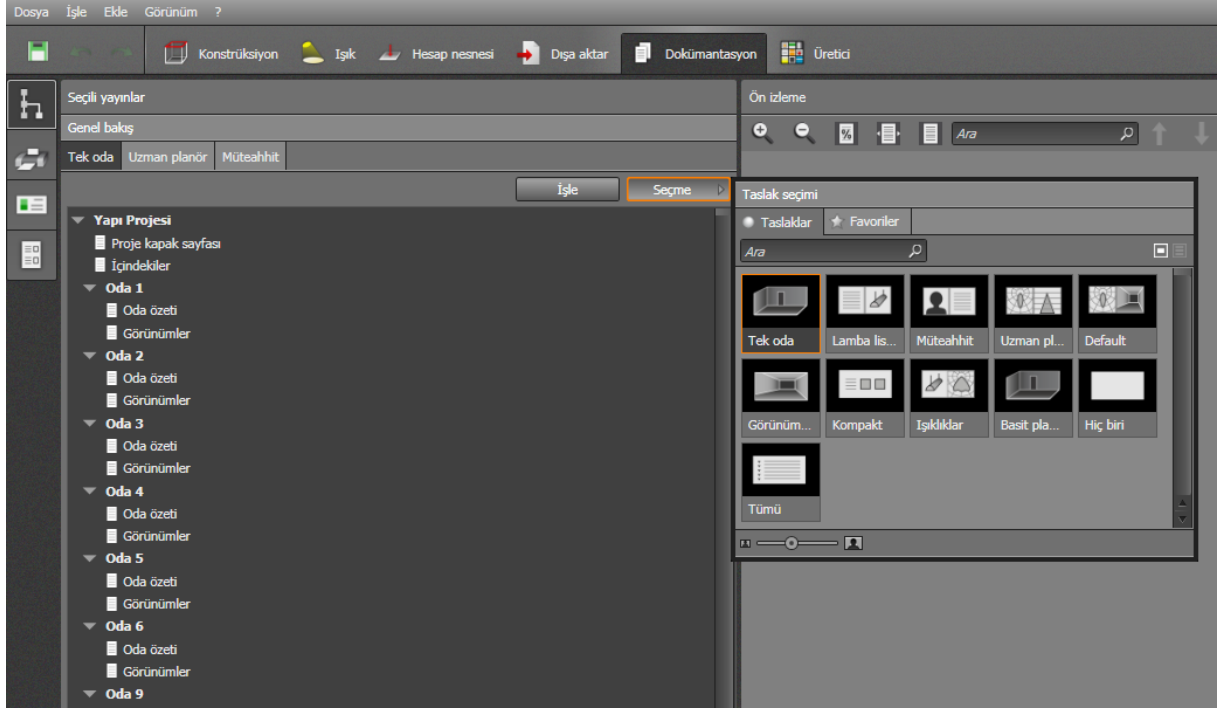 Dosya İşle Ekle Görünüm ?
Konstrüksiyon Işık Hesap nesnesi Dışa aktar Dokümantasyon Üretici
Seçili yayınlar
Genel bakış
Tek oda Uzman planör Müteahhit
İşle Seçme
Yapı Projesi
Proje kapak sayfası
İçindekiler
Oda 1
Oda özeti
Görünümler
Oda 2
Oda özeti
Görünümler
Oda 3
Oda özeti
Görünümler
Oda 4
Oda özeti
Görünümler
Oda 5
Oda özeti
Görünümler
Oda 6
Oda özeti
Görünümler
Oda 9
Ön izleme
% Ara
Taslak seçimi
Taslaklar Favoriler
Ara
Tek oda Lamba lis... Müteahhit Uzman pl... Default
Görünüm... Kompakt Işıklıklar Basit pla... Hiç biri
Tümü